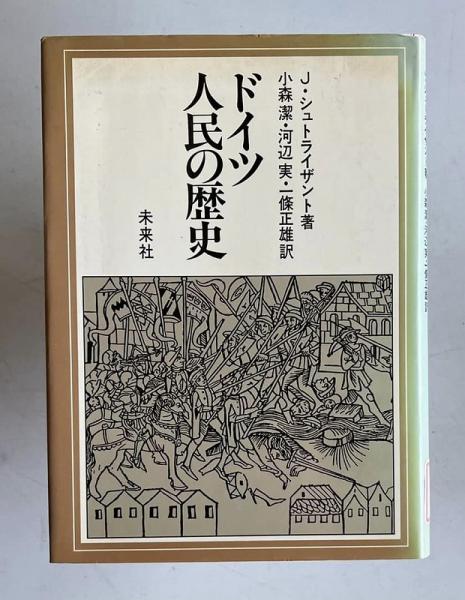 J・シュトライザント著
小森潔・河辺実・一條正雄訳
ドイツ
人民の歴史
未来社